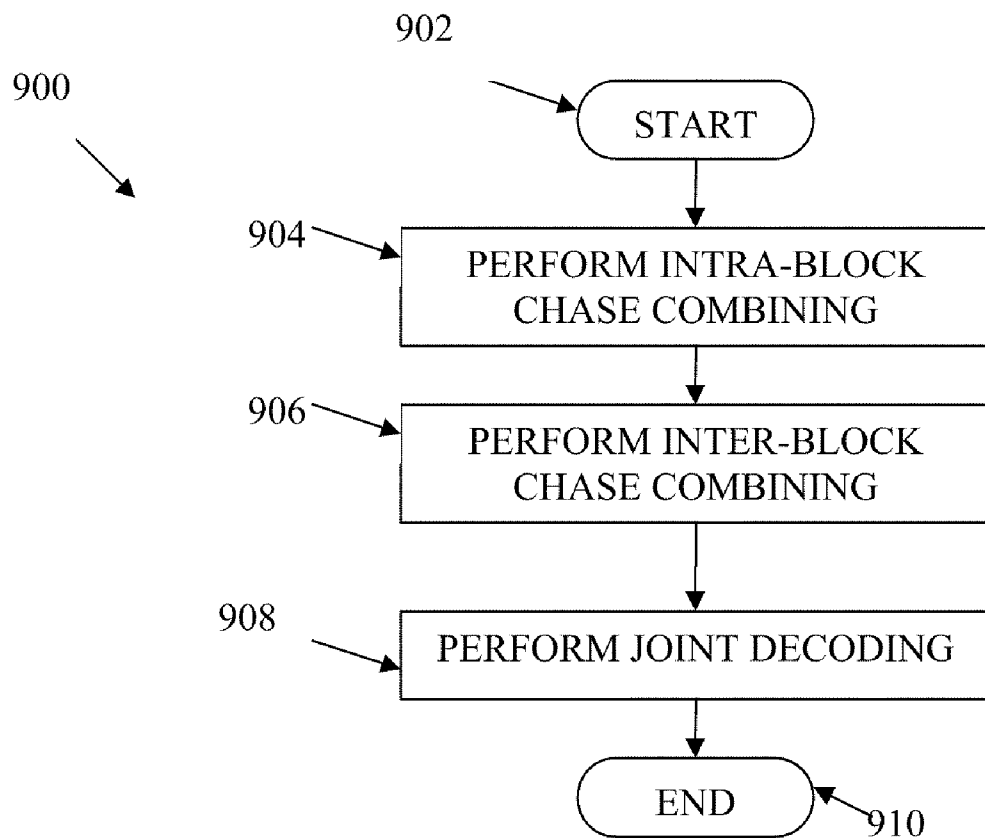 902
900
START
904
PERFORM INTRA-BLOCK
CHASE COMBINING
906
PERFORM INTER-BLOCK
CHASE COMBINING
908
PERFORM JOINT DECODING
END
910